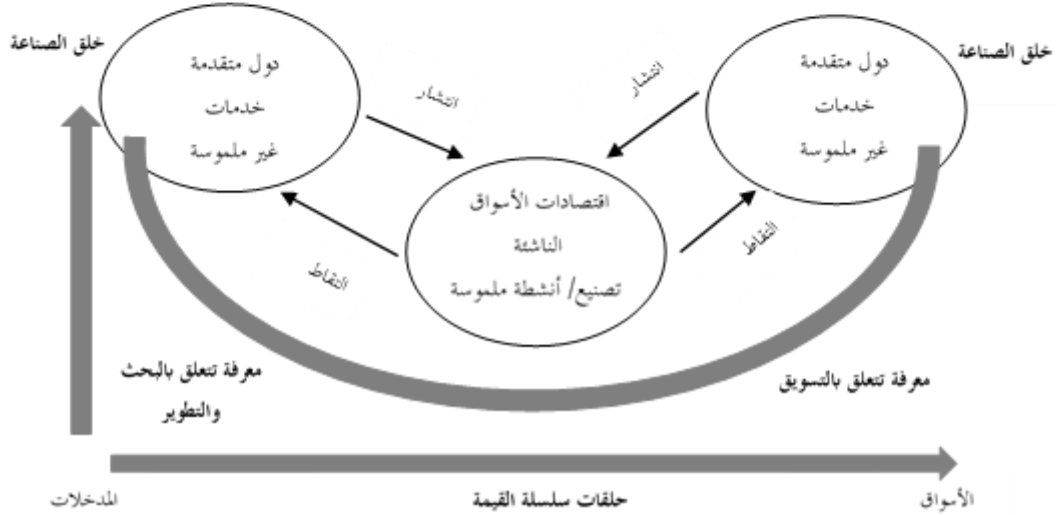 خلق الصناعة
دول متقدمة
خدمات
غير ملموسة
انتشار
انتشار
خلق الصناعة
دول متقدمة
خدمات
غير ملموسة
اقتصادات الأسواق
الناشئة
تصنيع/ أنشطة ملموسة
التقاط
التقاط
معرفة تتعلق بالتسويق
معرفة تتعلق بالبحث
والتطوير
المدخلات
حلقات سلسلة القيمة
الأسواق